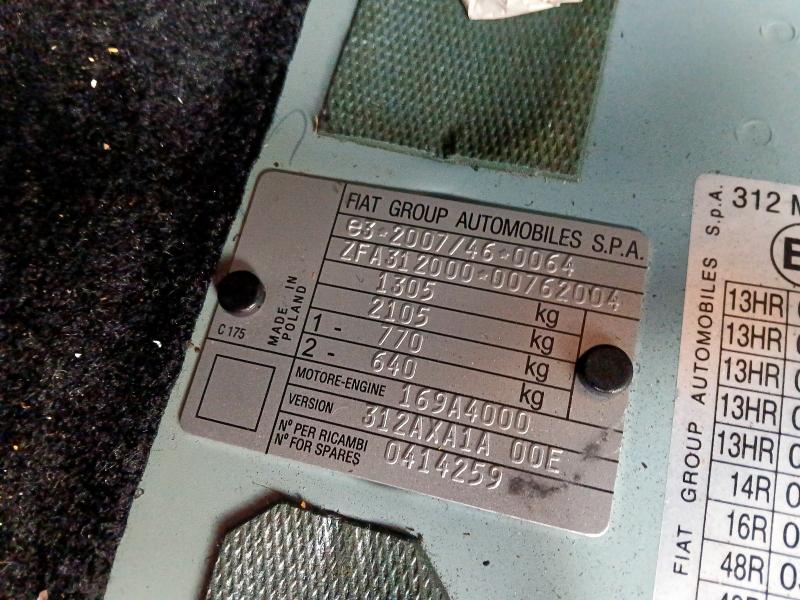 FIAT GROUP AUTOMOBILES S.P.A.
e3*2007/46*0064
ZFA312000*00762004
1305 kg
2105 kg
1 - 770 kg
2 - 640 kg
MADE IN POLAND
C 175
MOTORE-ENGINE 169A4000
VERSION 312AXA1A 00E
N° PER RICAMBI
N° FOR SPARES 0414259
FIAT GROUP AUTOMOBILES S.p.A.
312
13HR
13HR
13HR
13HR
13HR
14R
16R
48R